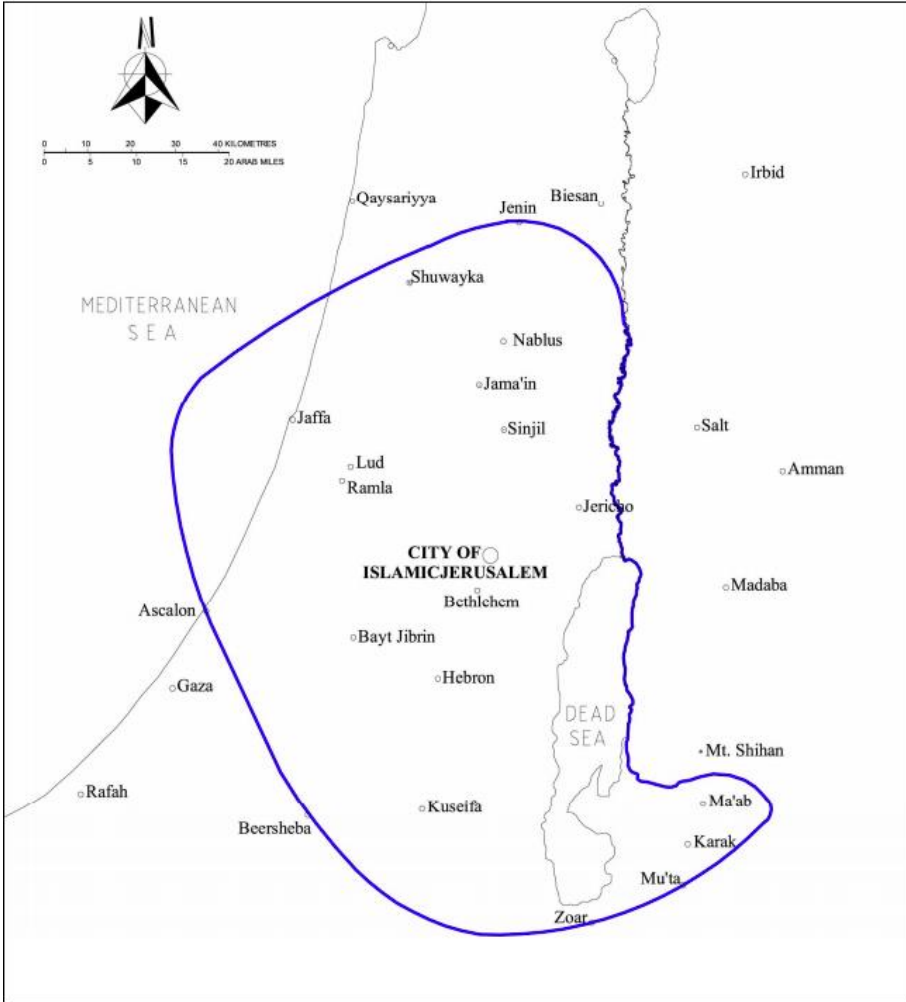 N
0 10 20 30 40 KILOMETRES
0 5 10 15 20 ARAB MILES
Irbid
Qaysariyya
Biesan
Jenin
Shuwayka
MEDITERRANEAN
SEA
Nablus
Jama'in
Jaffa
Sinjil
Salt
Lud
Amman
Ramla
Jericho
CITY OF
ISLAMICJERUSALEM
Madaba
Bethlehem
Ascalon
Bayt Jibrin
Hebron
Gaza
DEAD
SEA
Mt. Shihan
Rafah
Ma'ab
Kuseifa
Beersheba
Karak
Mu'ta
Zoar